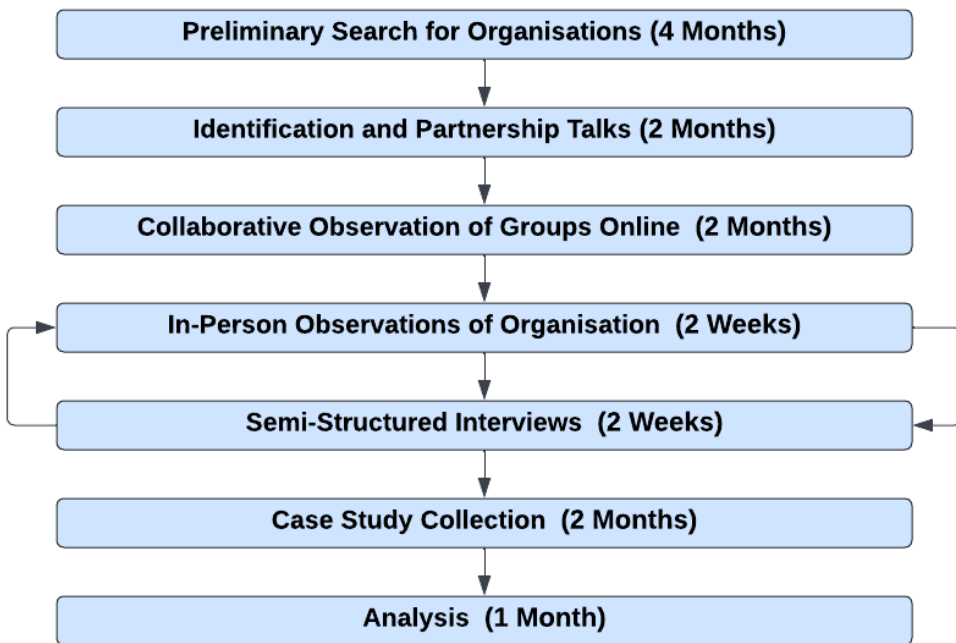 Preliminary Search for Organisations (4 Months)
Identification and Partnership Talks (2 Months)
Collaborative Observation of Groups Online (2 Months)
In-Person Observations of Organisation (2 Weeks)
Semi-Structured Interviews (2 Weeks)
Case Study Collection (2 Months)
Analysis (1 Month)